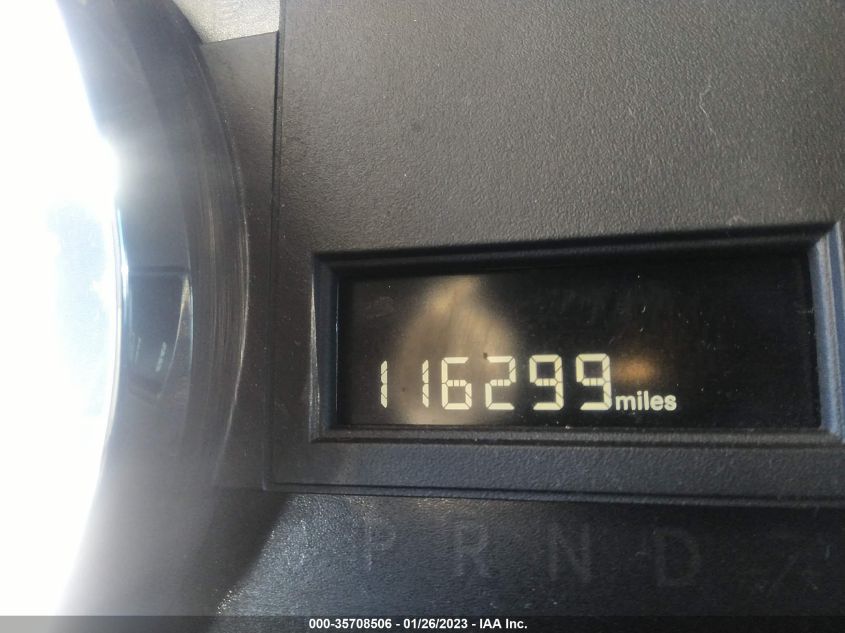 116299 miles
P R N D
000-35708506 - 01/26/2023 - IAA Inc.